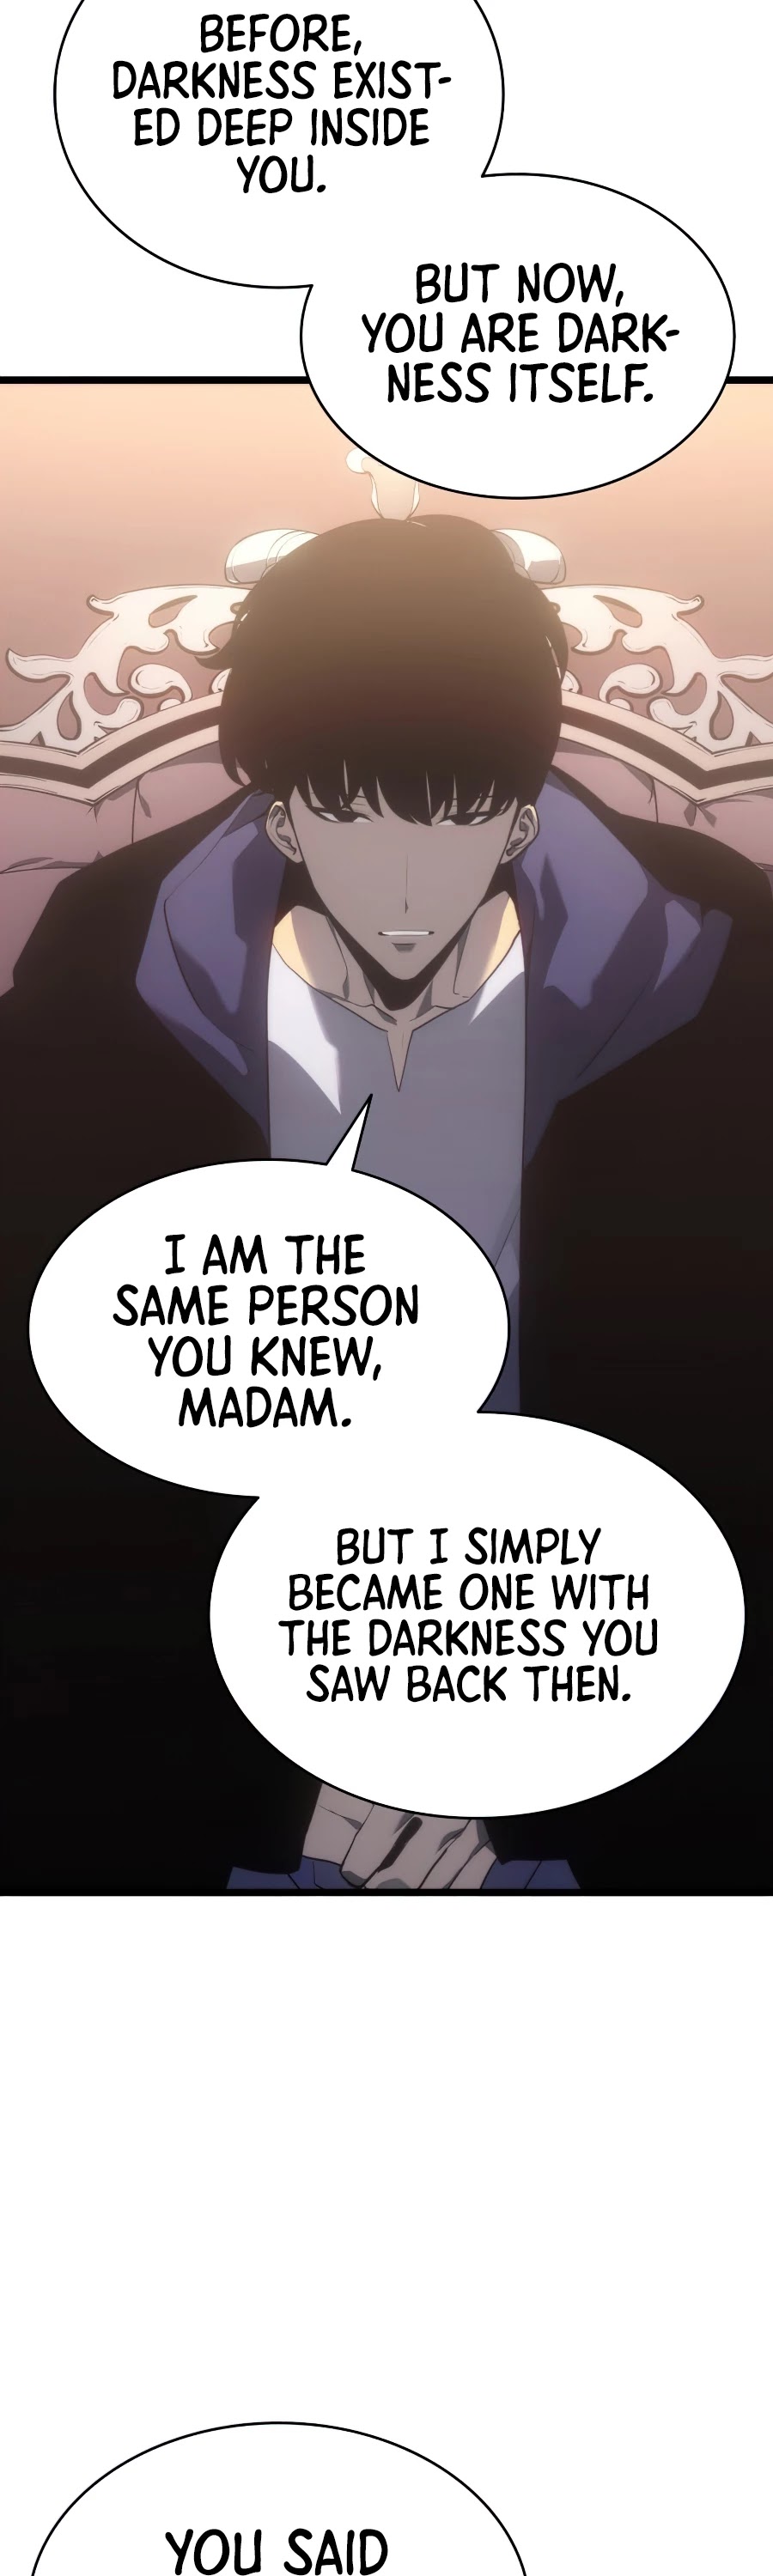 BEFORE,
DARKNESS EXIST-
ED DEEP INSIDE
YOU.
BUT NOW,
YOU ARE DARK-
NESS ITSELF.
I AM THE
SAME PERSON
YOU KNEW,
MADAM.
BUT I SIMPLY
BECAME ONE WITH
THE DARKNESS YOU
SAW BACK THEN.
YOU SAID